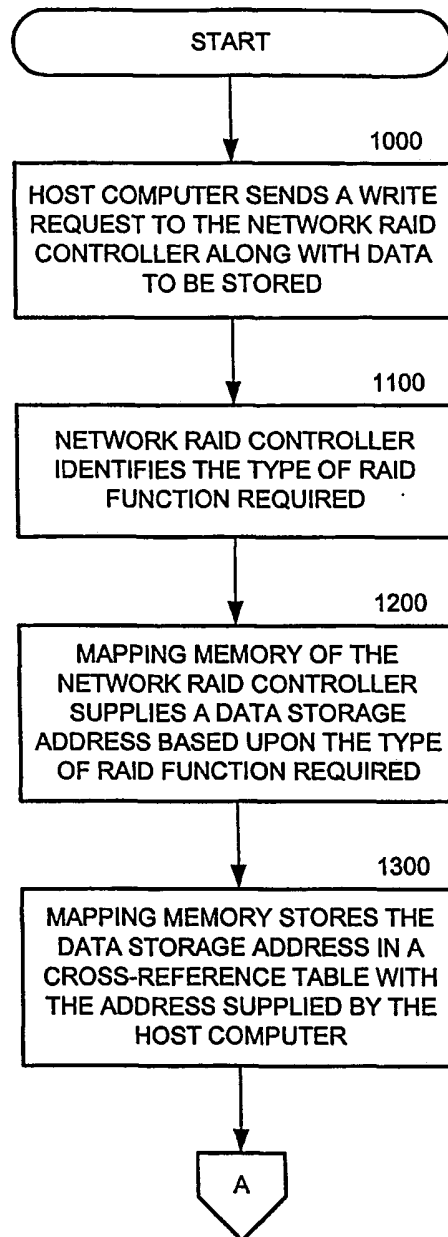 START
1000
HOST COMPUTER SENDS A WRITE
REQUEST TO THE NETWORK RAID
CONTROLLER ALONG WITH DATA
TO BE STORED
1100
NETWORK RAID CONTROLLER
IDENTIFIES THE TYPE OF RAID
FUNCTION REQUIRED
1200
MAPPING MEMORY OF THE
NETWORK RAID CONTROLLER
SUPPLIES A DATA STORAGE
ADDRESS BASED UPON THE TYPE
OF RAID FUNCTION REQUIRED
1300
MAPPING MEMORY STORES THE
DATA STORAGE ADDRESS IN A
CROSS-REFERENCE TABLE WITH
THE ADDRESS SUPPLIED BY THE
HOST COMPUTER
A